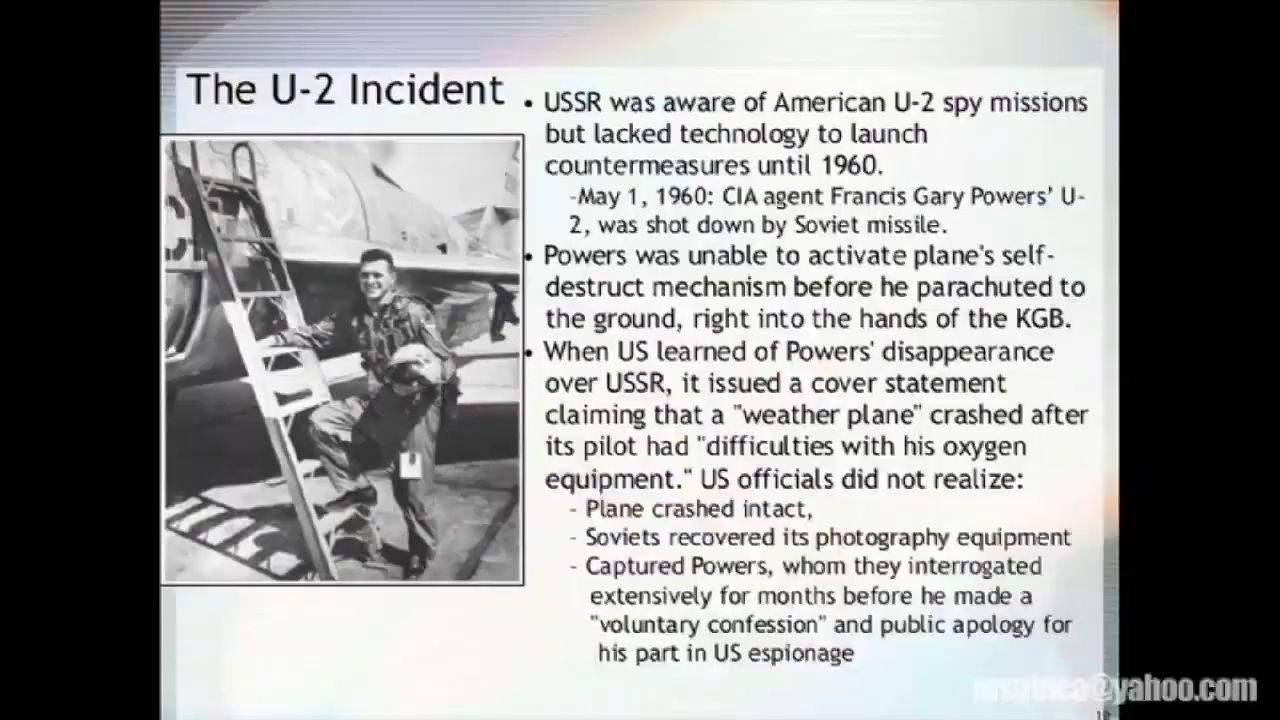 The U-2 Incident
• USSR was aware of American U-2 spy missions
but lacked technology to launch
countermeasures until 1960.
-May 1, 1960: CIA agent Francis Gary Powers' U-
2, was shot down by Soviet missile.
• Powers was unable to activate plane's self-
destruct mechanism before he parachuted to
the ground, right into the hands of the KGB.
• When US learned of Powers' disappearance
over USSR, it issued a cover statement
claiming that a "weather plane" crashed after
its pilot had "difficulties with his oxygen
equipment." US officials did not realize:
- Plane crashed intact,
- Soviets recovered its photography equipment
- Captured Powers, whom they interrogated
extensively for months before he made a
"voluntary confession" and public apology for
his part in US espionage